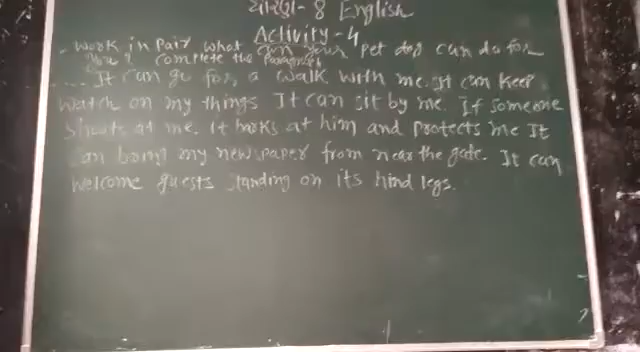 ધોરણ- 8 English
Activity - 4
- Work in pair what can your pet dog can do for
you? complete the paragraph
... It can go for, a walk with me. It can keep
watch on my things It can sit by me. If someone
Shouts at me. It barks at him and protects me It
can bring my newspaper from near the gate. It can
welcome guests standing on its hind legs.